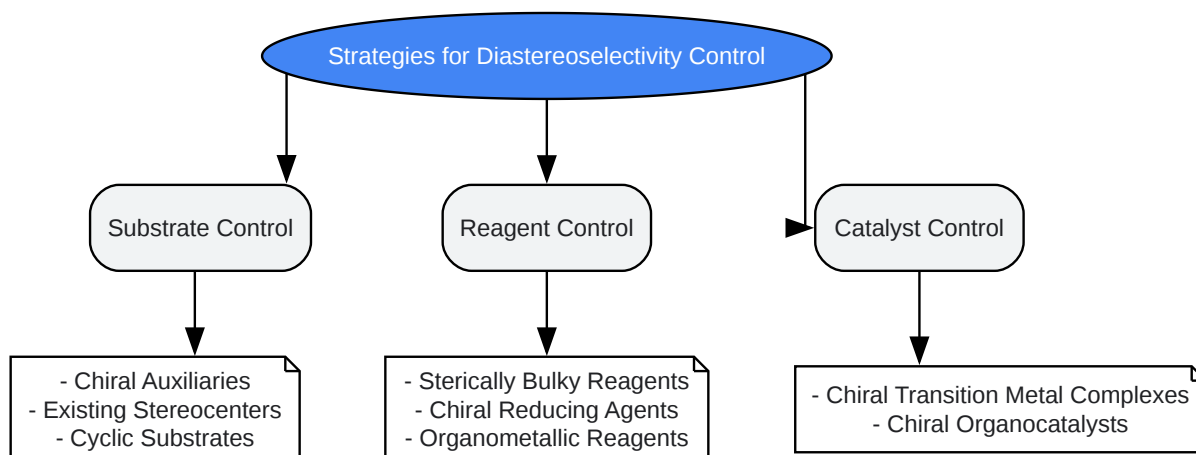 Strategies for Diastereoselectivity Control
Substrate Control
Reagent Control
Catalyst Control
- Chiral Auxiliaries
- Existing Stereocenters
- Cyclic Substrates
- Sterically Bulky Reagents
- Chiral Reducing Agents
- Organometallic Reagents
- Chiral Transition Metal Complexes
- Chiral Organocatalysts